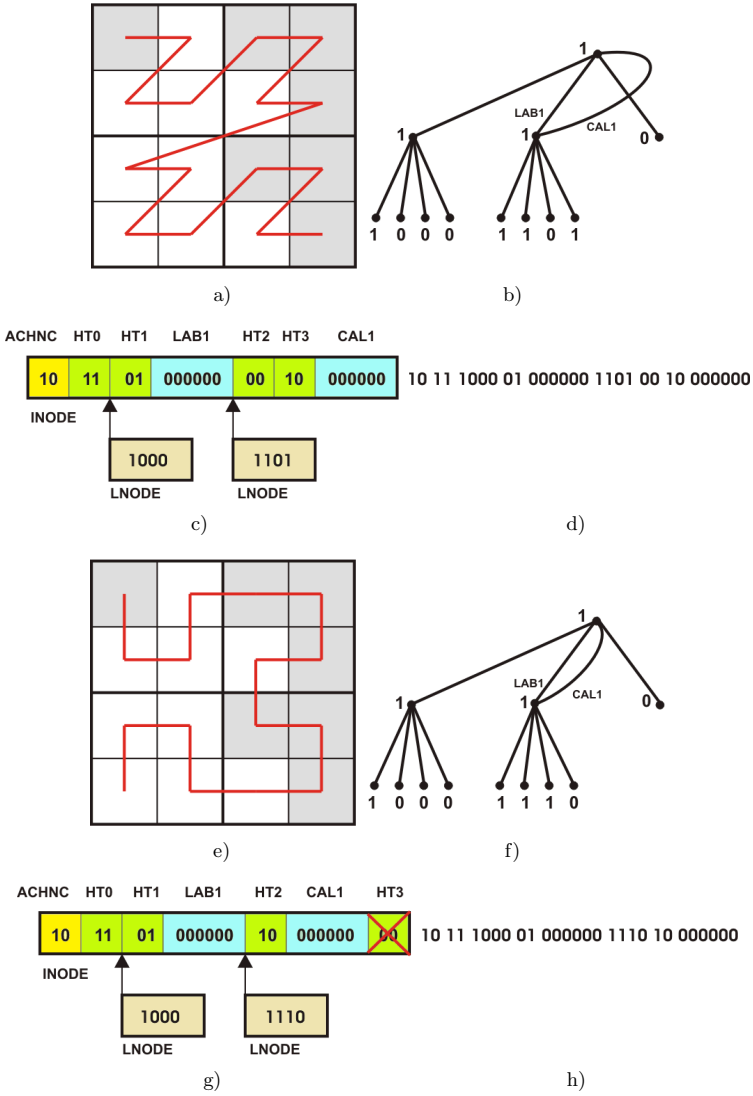 1
LAB1
CAL1
1 1 0
1 0 0 0 1 1 0 1
a) b)
ACHNC HT0 HT1 LAB1 HT2 HT3 CAL1
10 11 01 000000 00 10 000000 10 11 1000 01 000000 1101 00 10 000000
INODE
1000 1101
LNODE LNODE
c) d)
1
LAB1 CAL1
1 1 0
1 0 0 0 1 1 1 0
e) f)
ACHNC HT0 HT1 LAB1 HT2 CAL1 HT3
10 11 01 000000 10 000000 00 10 11 1000 01 000000 1110 10 000000
INODE
1000 1110
LNODE LNODE
g) h)